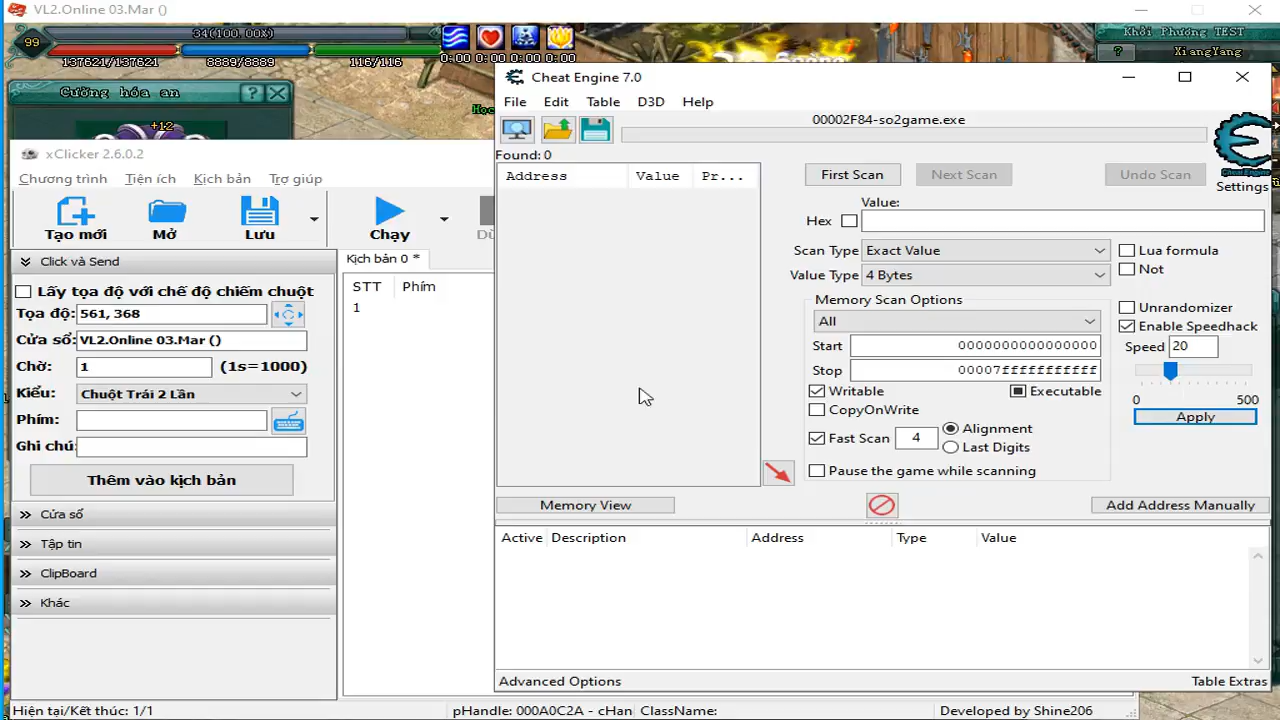 VL2.Online 03.Mar ()
34(100, 00%)
99
137621/137621
8889/8889
116/116
0:00 0:00 0:00 0:00
Khởi Phương TEST
?
XiangYang
Cường hóa ấn
?
+12
xClicker 2.6.0.2
Chương trình
Tiện ích
Kịch bản
Trợ giúp
Tạo mới
Mở
Lưu
Chạy
Click và Send
Lấy tọa độ với chế độ chiếm chuột
Tọa độ: 561, 368
Cửa sổ: VL2.Online 03.Mar ()
Chờ: 1 (1s=1000)
Kiểu: Chuột Trái 2 Lần
Phím:
Ghi chú:
Thêm vào kịch bản
Cửa sổ
Tập tin
ClipBoard
Khác
Kịch bản 0 *
STT Phím
1
Hiện tại/Kết thúc: 1/1
pHandle: 000A0C2A - cHan
ClassName:
Developed by Shine206
Cheat Engine 7.0
File Edit Table D3D Help
00002F84-so2game.exe
Found: 0
Address Value Pr...
First Scan
Next Scan
Undo Scan
Settings
Value:
Hex
Scan Type Exact Value
Value Type 4 Bytes
Lua formula
Not
Memory Scan Options
All
Start 0000000000000000
Stop 00007fffffffffff
Writable
Executable
CopyOnWrite
Fast Scan 4
Alignment
Last Digits
Pause the game while scanning
Unrandomizer
Enable Speedhack
Speed 20
0 500
Apply
Memory View
Add Address Manually
Active Description Address Type Value
Advanced Options
Table Extras